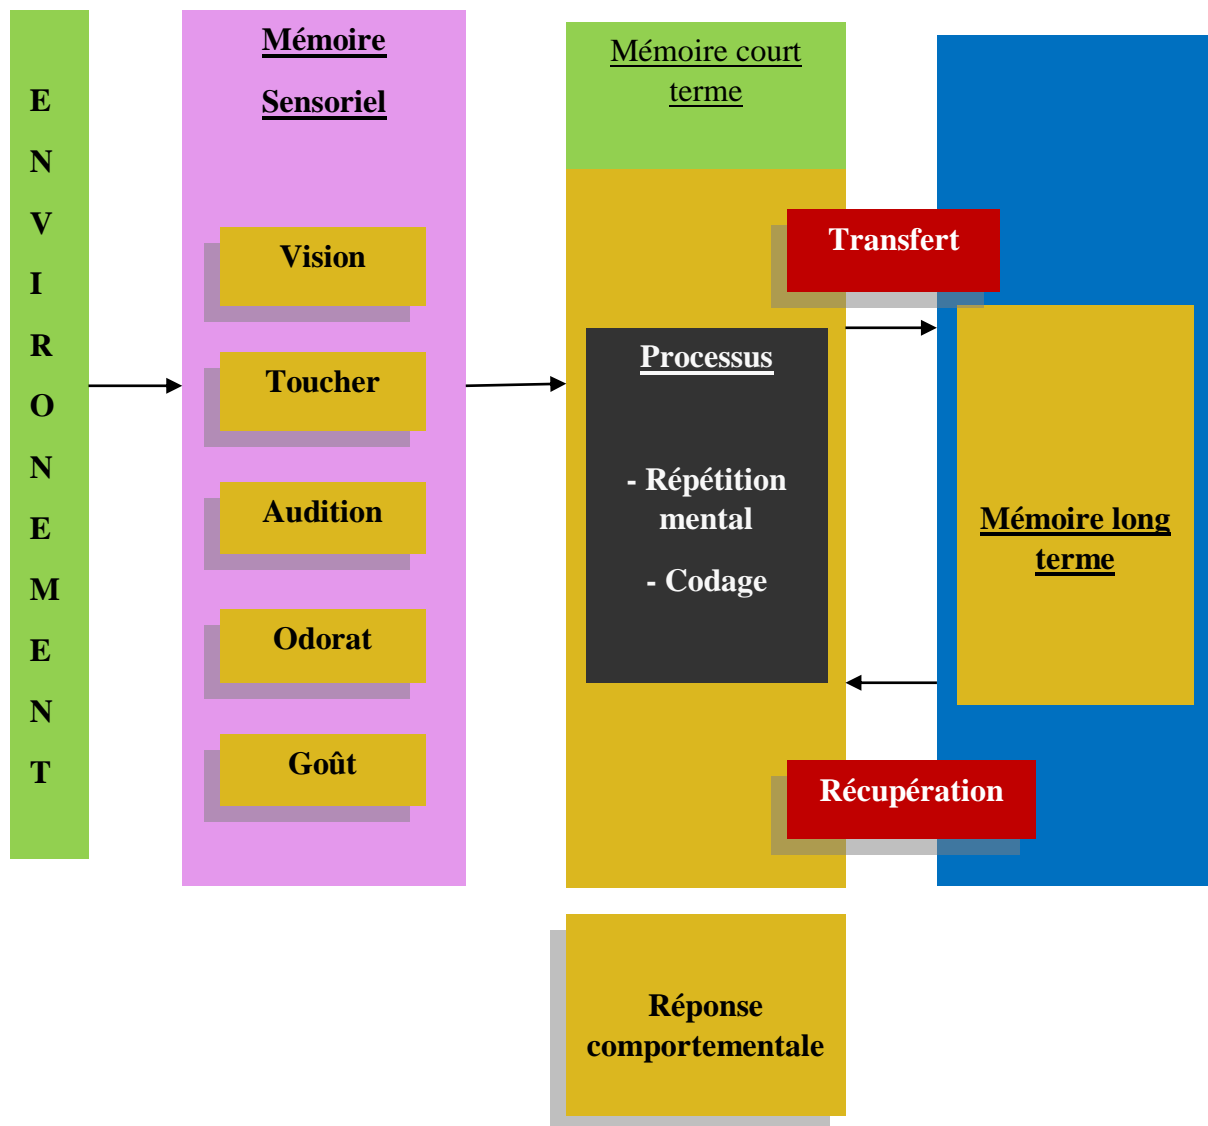 ENVIRONEMENT
Mémoire
Sensoriel
Vision
Toucher
Audition
Odorat
Goût
Mémoire court
terme
Processus
- Répétition
mental
- Codage
Transfert
Mémoire long
terme
Récupération
Réponse
comportementale